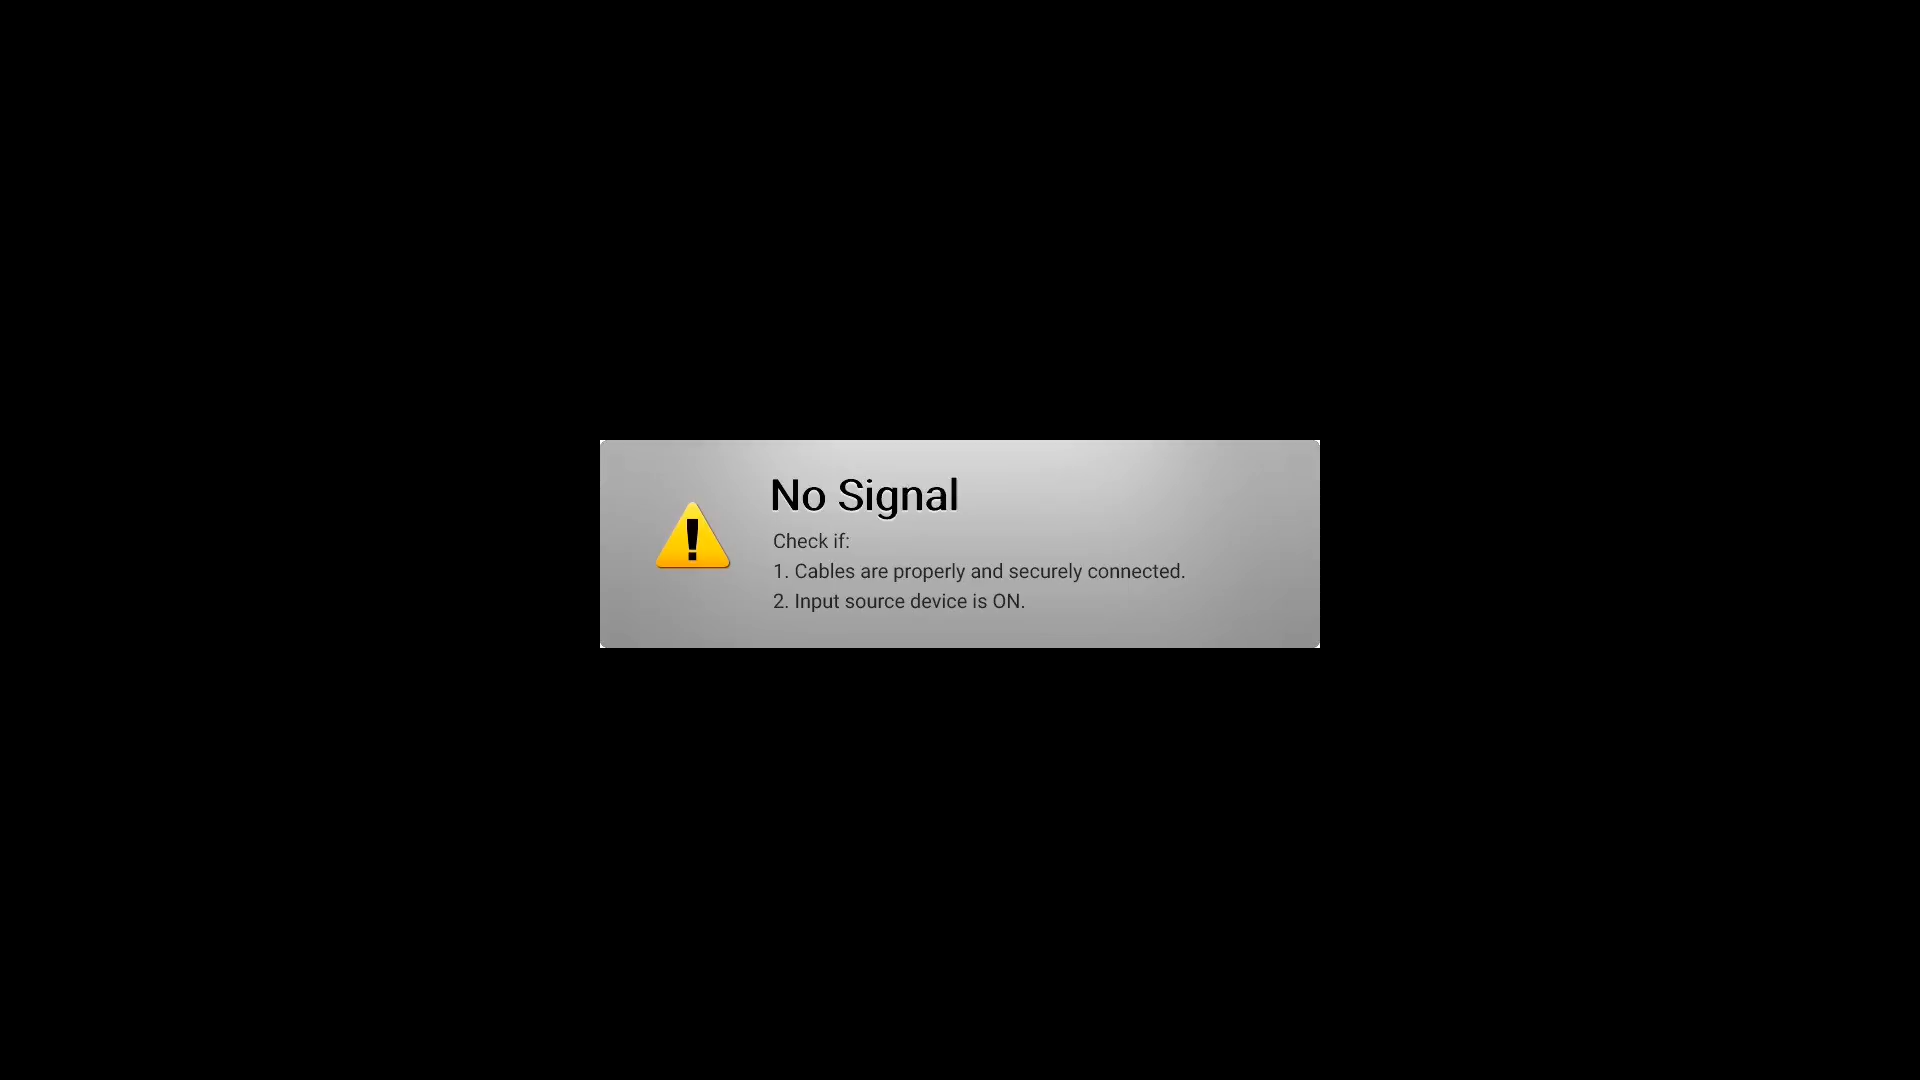 No Signal
Check if:
1. Cables are properly and securely connected.
2. Input source device is ON.